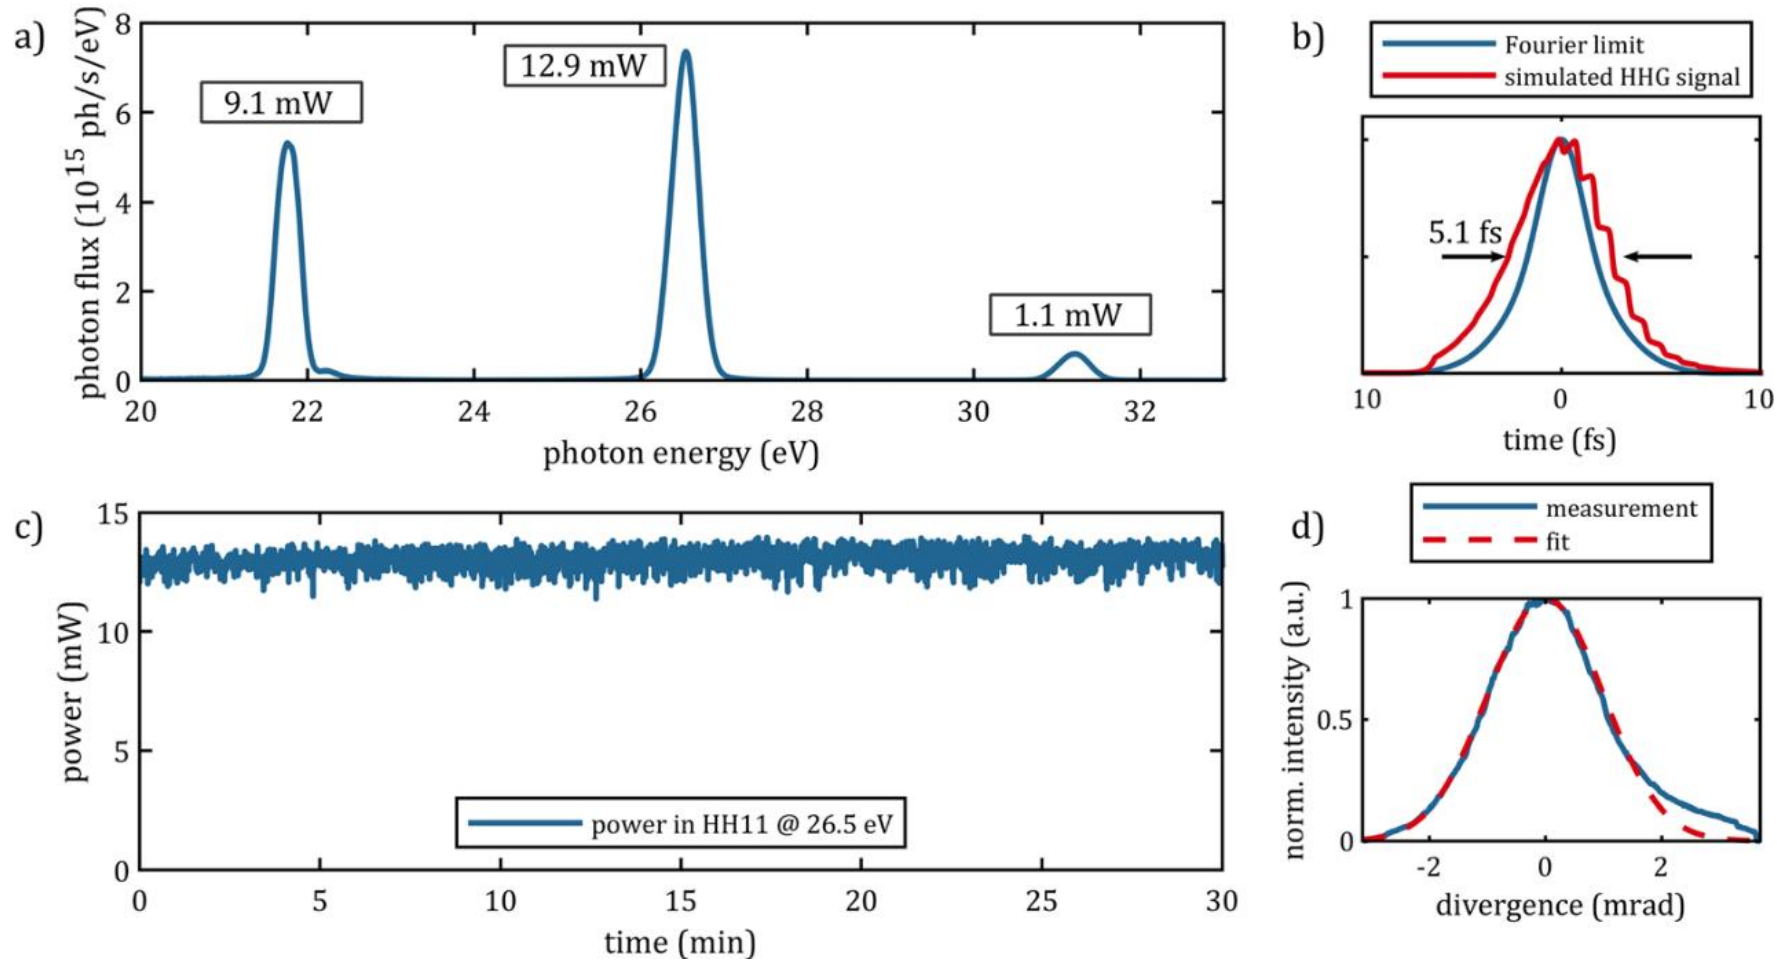 a)
photon flux (10¹⁵ ph/s/eV)
8
6
4
2
0
9.1 mW
12.9 mW
1.1 mW
20 22 24 26 28 30 32
photon energy (eV)
b)
Fourier limit
simulated HHG signal
5.1 fs
10 0 10
time (fs)
c)
power (mW)
15
10
5
0
power in HH11 @ 26.5 eV
0 5 10 15 20 25 30
time (min)
d)
measurement
fit
norm. intensity (a.u.)
1
0.5
0
-2 0 2
divergence (mrad)